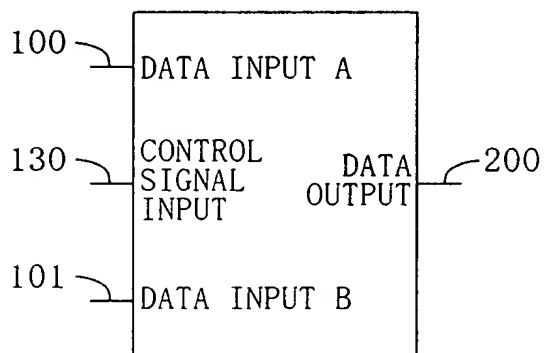 100
DATA INPUT A
130
CONTROL
SIGNAL
INPUT
DATA
OUTPUT
200
101
DATA INPUT B